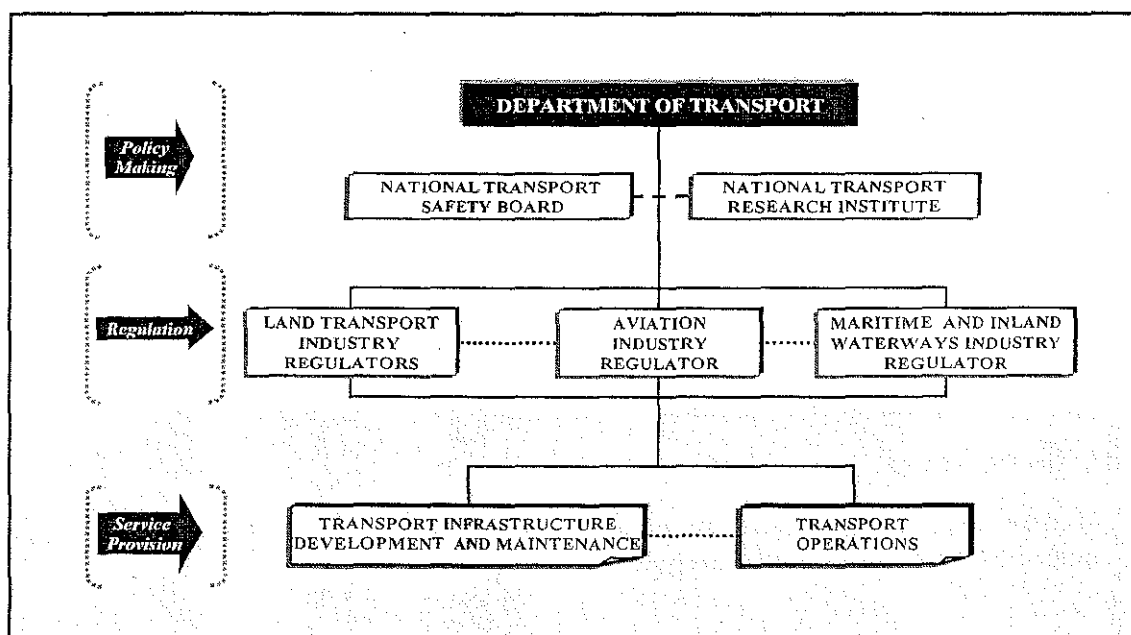 DEPARTMENT OF TRANSPORT
Policy
Making
NATIONAL TRANSPORT
SAFETY BOARD
NATIONAL TRANSPORT
RESEARCH INSTITUTE
Regulation
LAND TRANSPORT
INDUSTRY
REGULATORS
AVIATION
INDUSTRY
REGULATOR
MARITIME AND INLAND
WATERWAYS INDUSTRY
REGULATOR
Service
Provision
TRANSPORT INFRASTRUCTURE
DEVELOPMENT AND MAINTENANCE
TRANSPORT
OPERATIONS